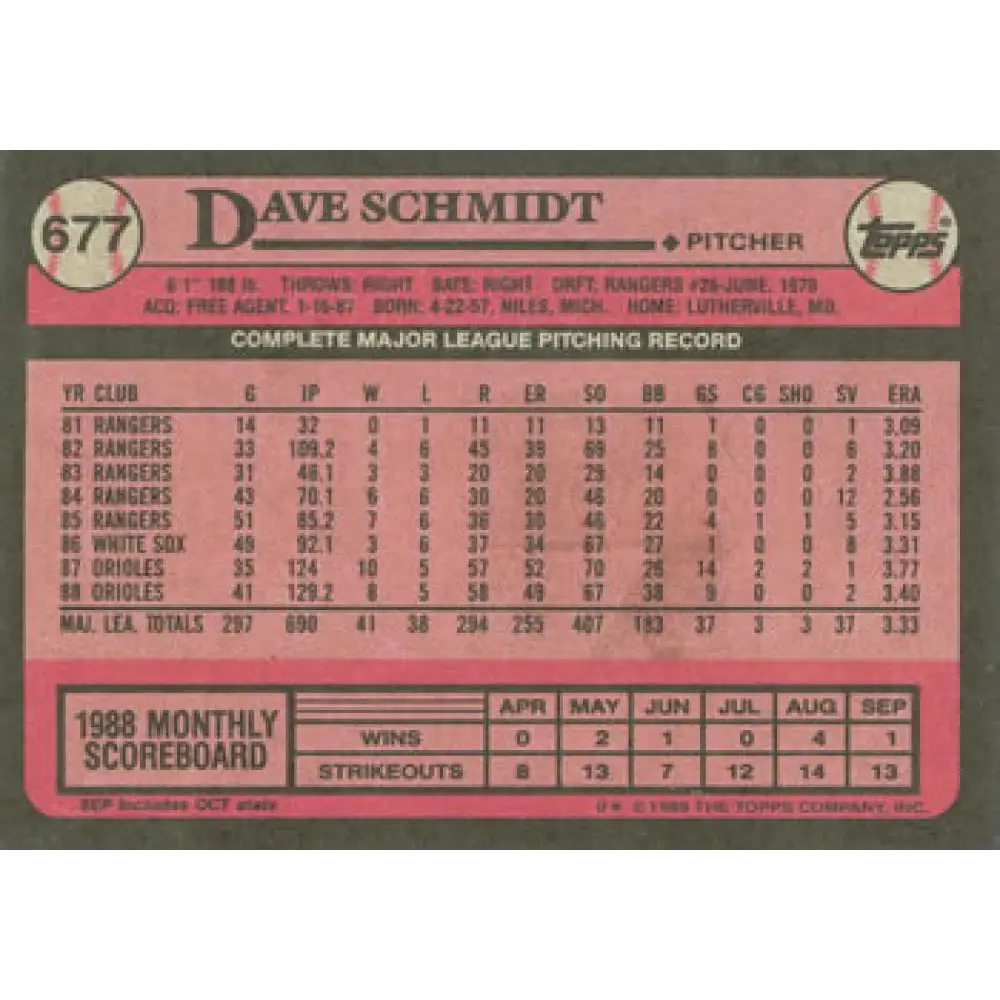 677
DAVE SCHMIDT
◆ PITCHER
Topps®
6'1" 188 lb. THROWS: RIGHT BATS: RIGHT DRFT: RANGERS #26-JUNE, 1979
ACQ: FREE AGENT, 1-16-87 BORN: 4-22-57, NILES, MICH. HOME: LUTHERVILLE, MD.
COMPLETE MAJOR LEAGUE PITCHING RECORD
YR CLUB G IP W L R ER SO BB GS CG SHO SV ERA
81 RANGERS 14 32 0 1 11 11 13 11 1 0 0 1 3.09
82 RANGERS 33 109.2 4 6 45 39 69 25 8 0 0 6 3.20
83 RANGERS 31 46.1 3 3 20 20 29 14 0 0 0 2 3.88
84 RANGERS 43 70.1 6 6 30 20 46 20 0 0 0 12 2.56
85 RANGERS 51 85.2 7 6 36 30 46 22 4 1 1 5 3.15
86 WHITE SOX 49 92.1 3 6 37 34 67 27 1 0 0 8 3.31
87 ORIOLES 35 124 10 5 57 52 70 26 14 2 2 1 3.77
88 ORIOLES 41 129.2 8 5 58 49 67 38 9 0 0 2 3.40
MAJ. LEA. TOTALS 297 690 41 38 294 255 407 183 37 3 3 37 3.33
1988 MONTHLY SCOREBOARD
APR MAY JUN JUL AUG SEP
WINS 0 2 1 0 4 1
STRIKEOUTS 8 13 7 12 14 13
SEP includes OCT stats
© 1989 THE TOPPS COMPANY, INC.